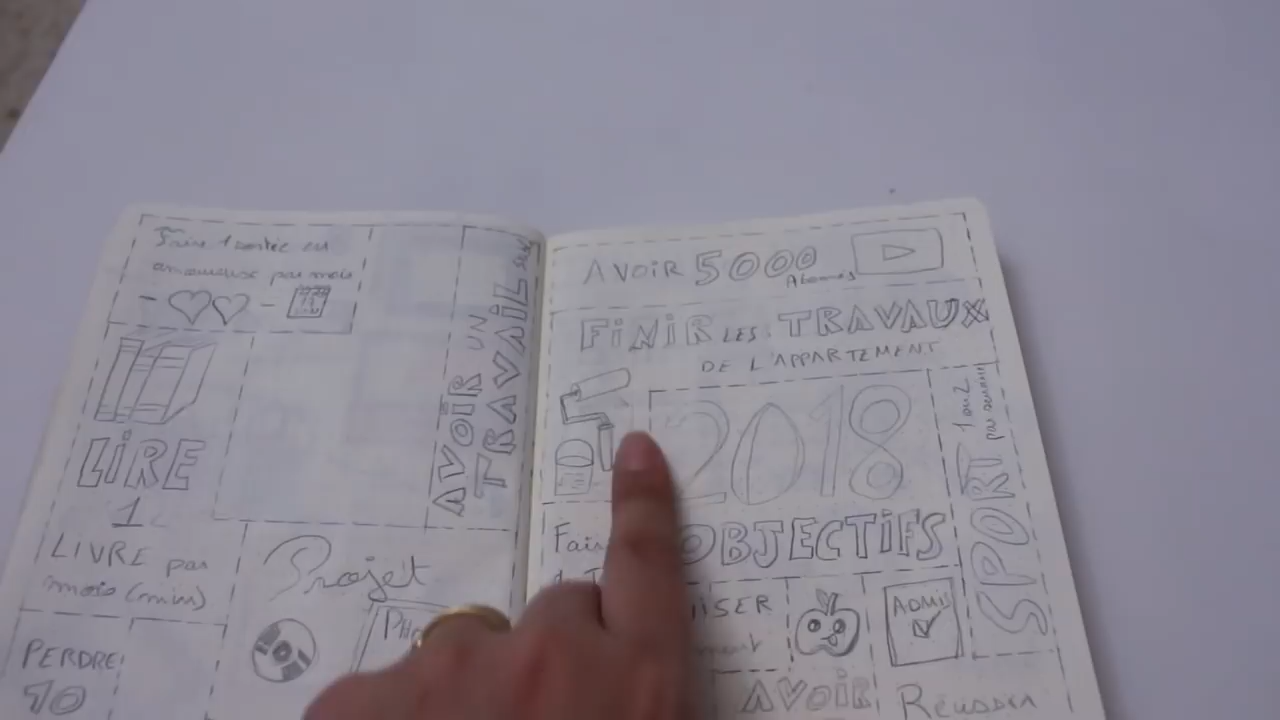 Faire 1 sortie en
amoureuse par mois
LIRE
1
LIVRE par
mois (min)
PERDRE
10
AVOIR UN
TRAVAIL
Projet
AVOIR 5000
Abonnés
FINIR LES TRAVAUX
DE L'APPARTEMENT
2018
OBJECTIFS
SPORT 1 ou 2
par semaine
ADMIS
AVOIR
Réussir